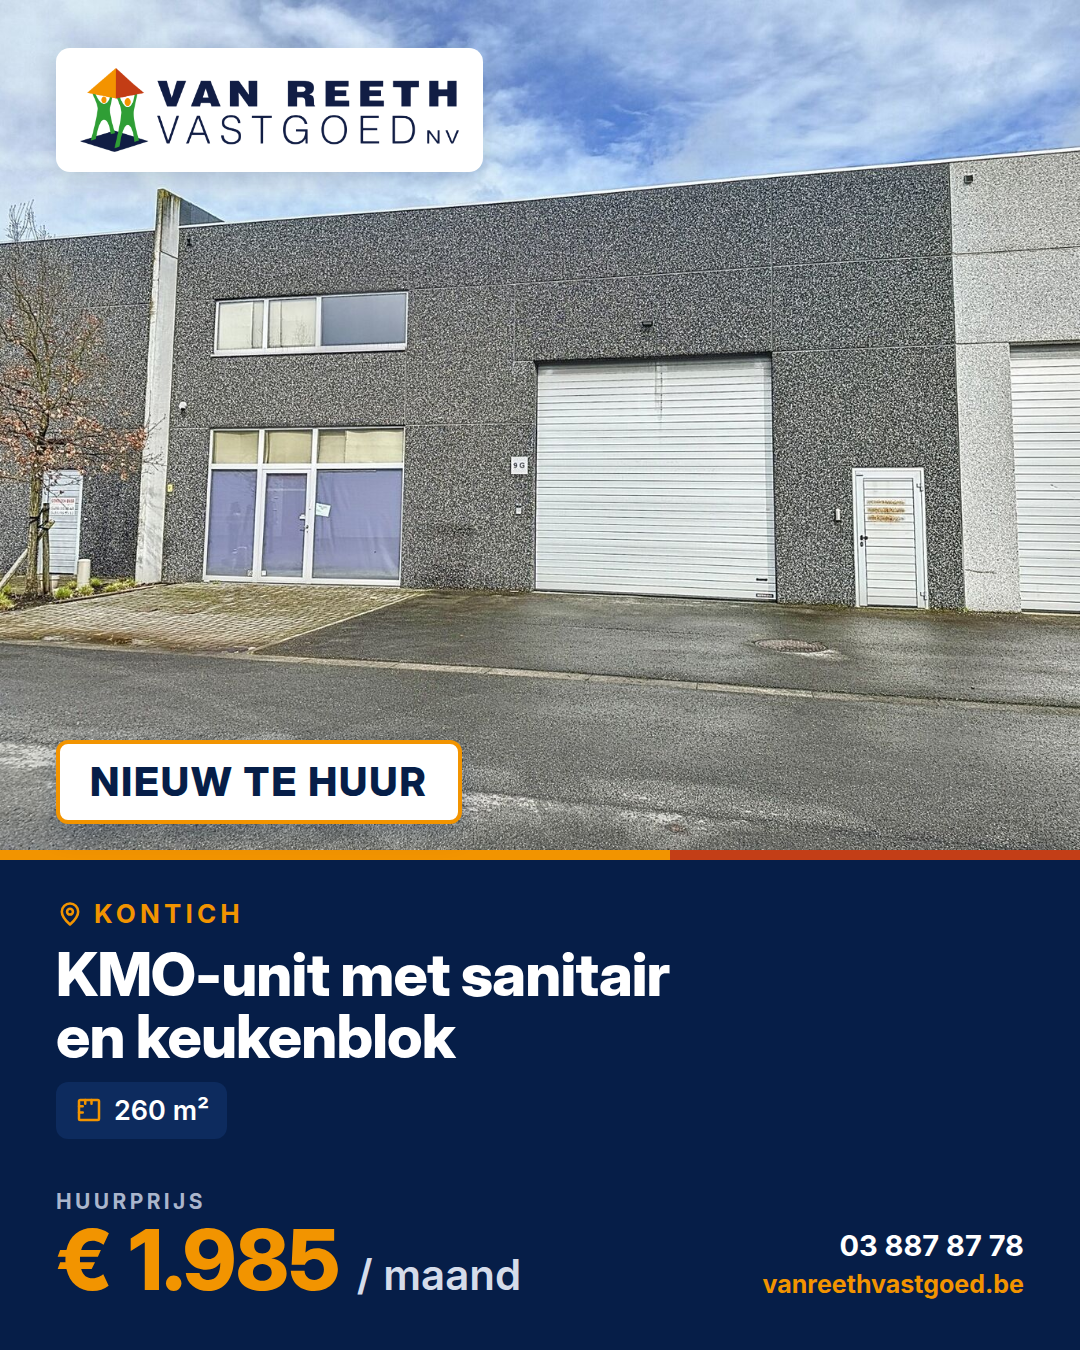 VAN REETH
VASTGOED NV
9 G
NIEUW TE HUUR
KONTICH
KMO-unit met sanitair
en keukenblok
260 m²
HUURPRIJS
€ 1.985 / maand
03 887 87 78
vanreethvastgoed.be